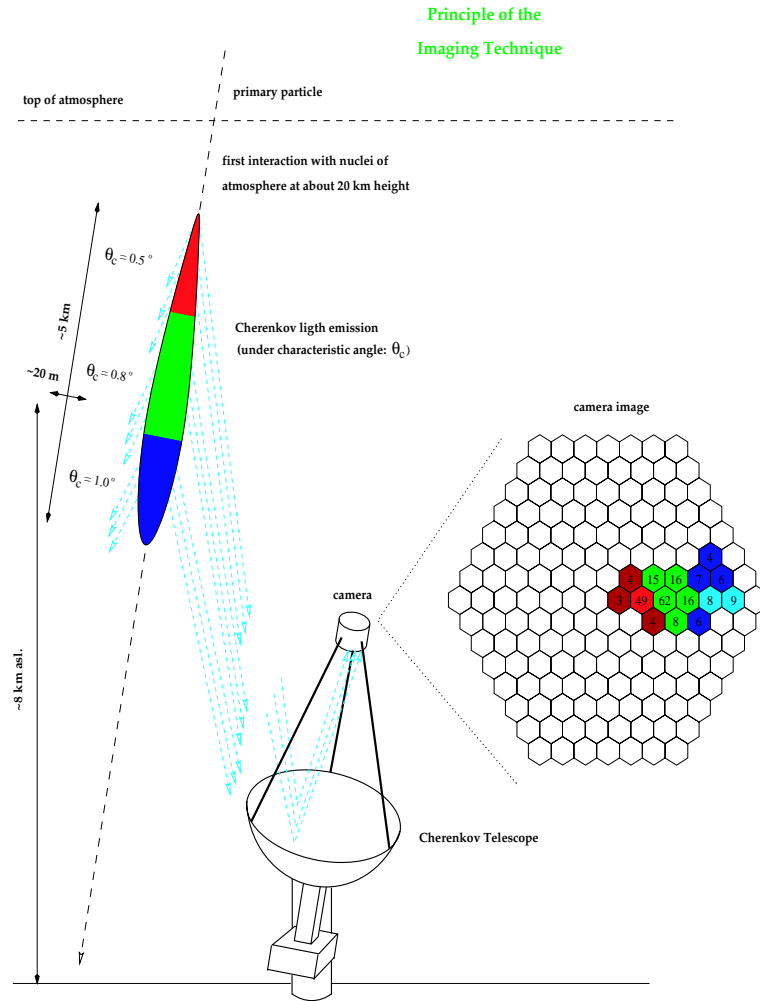 Principle of the
Imaging Technique
top of atmosphere
primary particle
first interaction with nuclei of
atmosphere at about 20 km height
θc = 0.5 °
~5 km
Cherenkov ligth emission
(under characteristic angle: θc)
~20 m
θc = 0.8 °
camera image
θc = 1.0 °
4
4 15 16 7 6
3 49 62 16 8 9
4 8 6
camera
~8 km asl.
Cherenkov Telescope